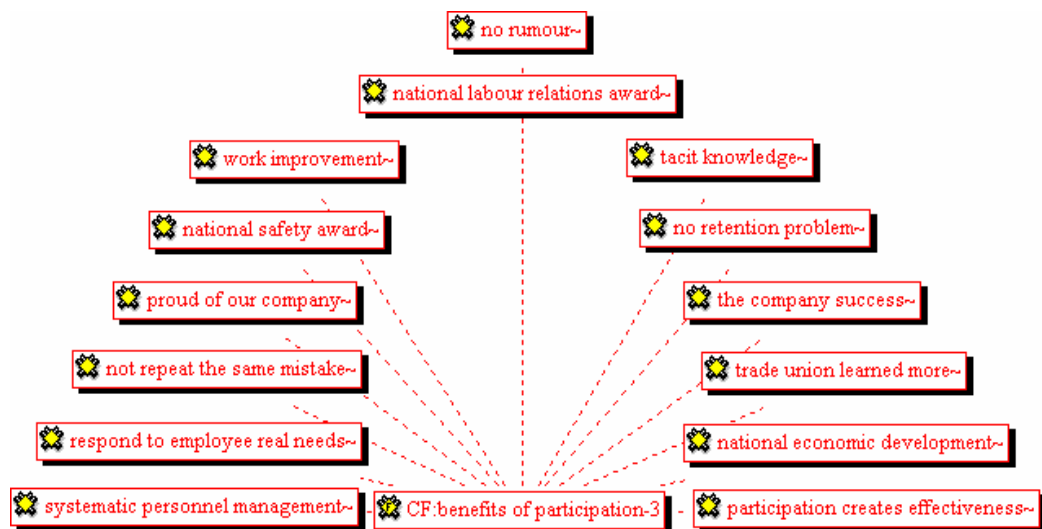 no rumour~
national labour relations award~
work improvement~
tacit knowledge~
national safety award~
no retention problem~
proud of our company~
the company success~
not repeat the same mistake~
trade union learned more~
respond to employee real needs~
national economic development~
systematic personnel management~
CF:benefits of participation-3
participation creates effectiveness~